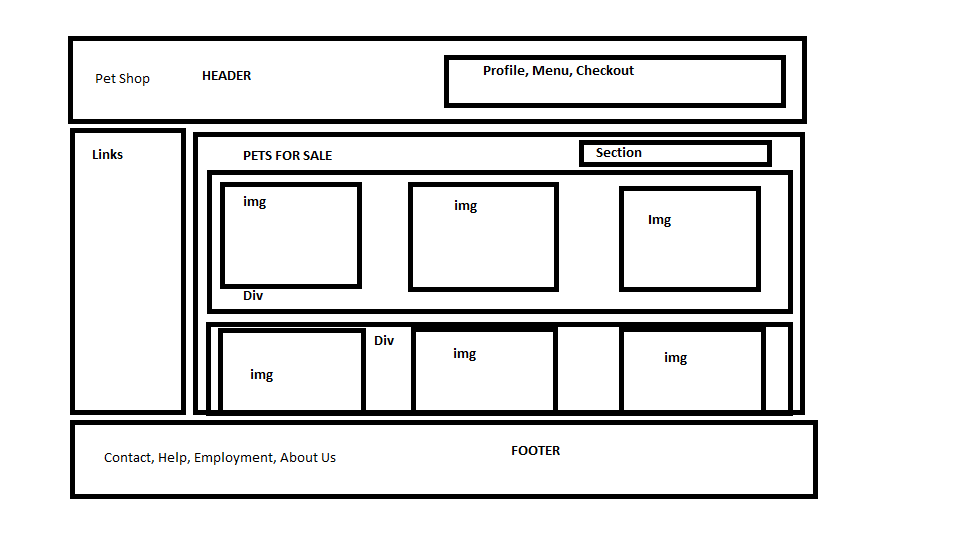 Pet Shop
HEADER
Profile, Menu, Checkout
Links
PETS FOR SALE
Section
img
img
Img
Div
Div
img
img
img
Contact, Help, Employment, About Us
FOOTER